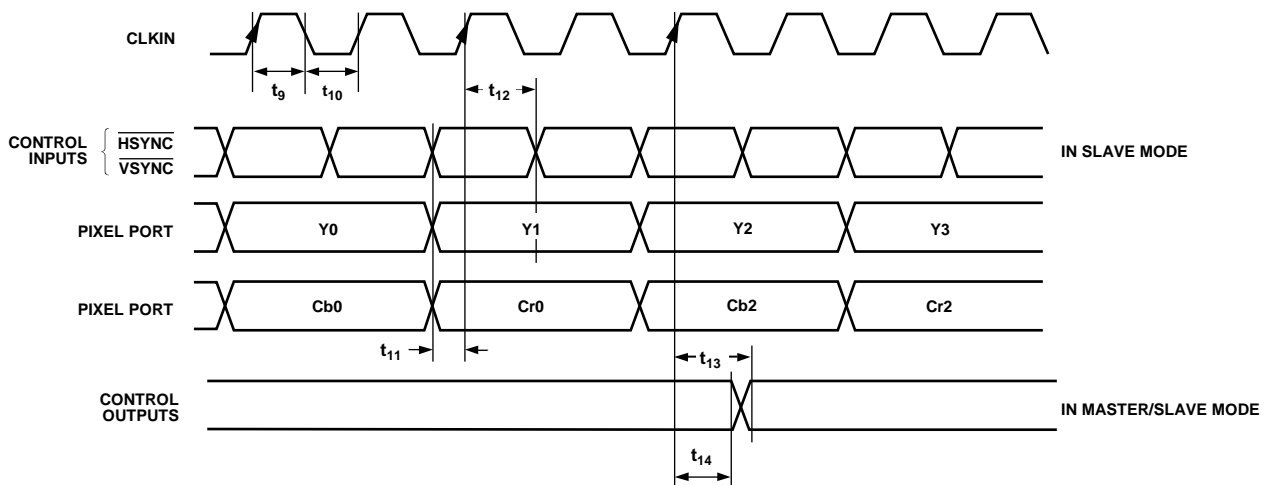 CLKIN
t9 t10 t12
CONTROL INPUTS { HSYNC VSYNC
IN SLAVE MODE
PIXEL PORT Y0 Y1 Y2 Y3
PIXEL PORT Cb0 Cr0 Cb2 Cr2
t11 t13
CONTROL OUTPUTS
IN MASTER/SLAVE MODE
t14